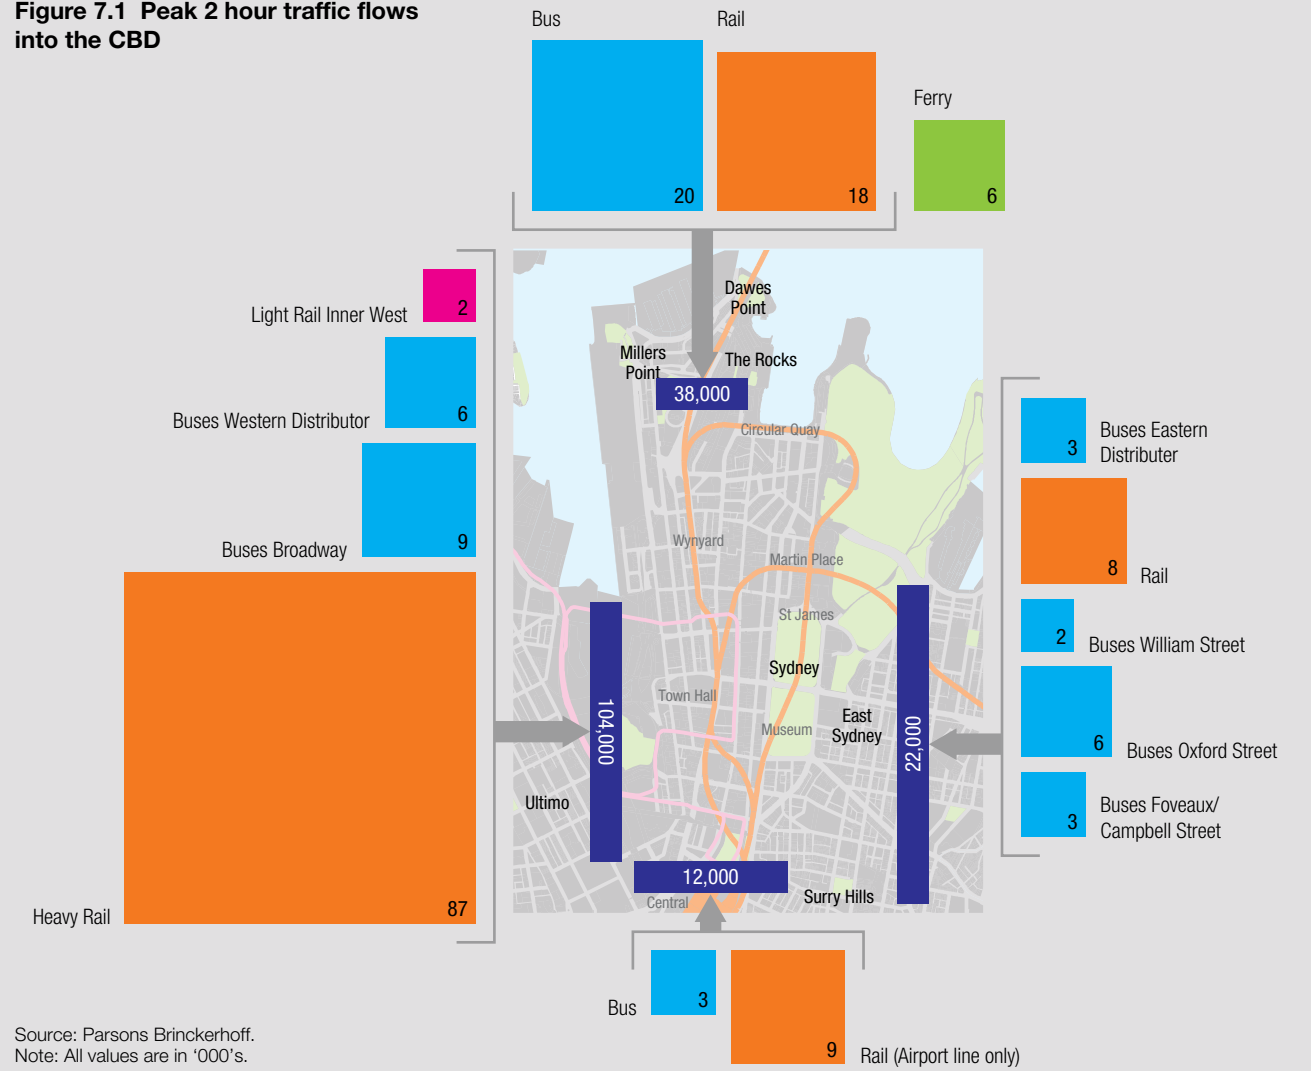 Figure 7.1 Peak 2 hour traffic flows
into the CBD
Bus
Rail
Ferry
20
18
6
Light Rail Inner West
2
Buses Western Distributor
6
Buses Broadway
9
Heavy Rail
87
Dawes
Point
Millers
Point
The Rocks
38,000
Circular Quay
Wynyard
Martin Place
St James
Sydney
Town Hall
Museum
East
Sydney
104,000
22,000
Ultimo
12,000
Central
Surry Hills
3
Buses Eastern
Distributer
8
Rail
2
Buses William Street
6
Buses Oxford Street
3
Buses Foveaux/
Campbell Street
Bus
3
9
Rail (Airport line only)
Source: Parsons Brinckerhoff.
Note: All values are in ‘000’s.